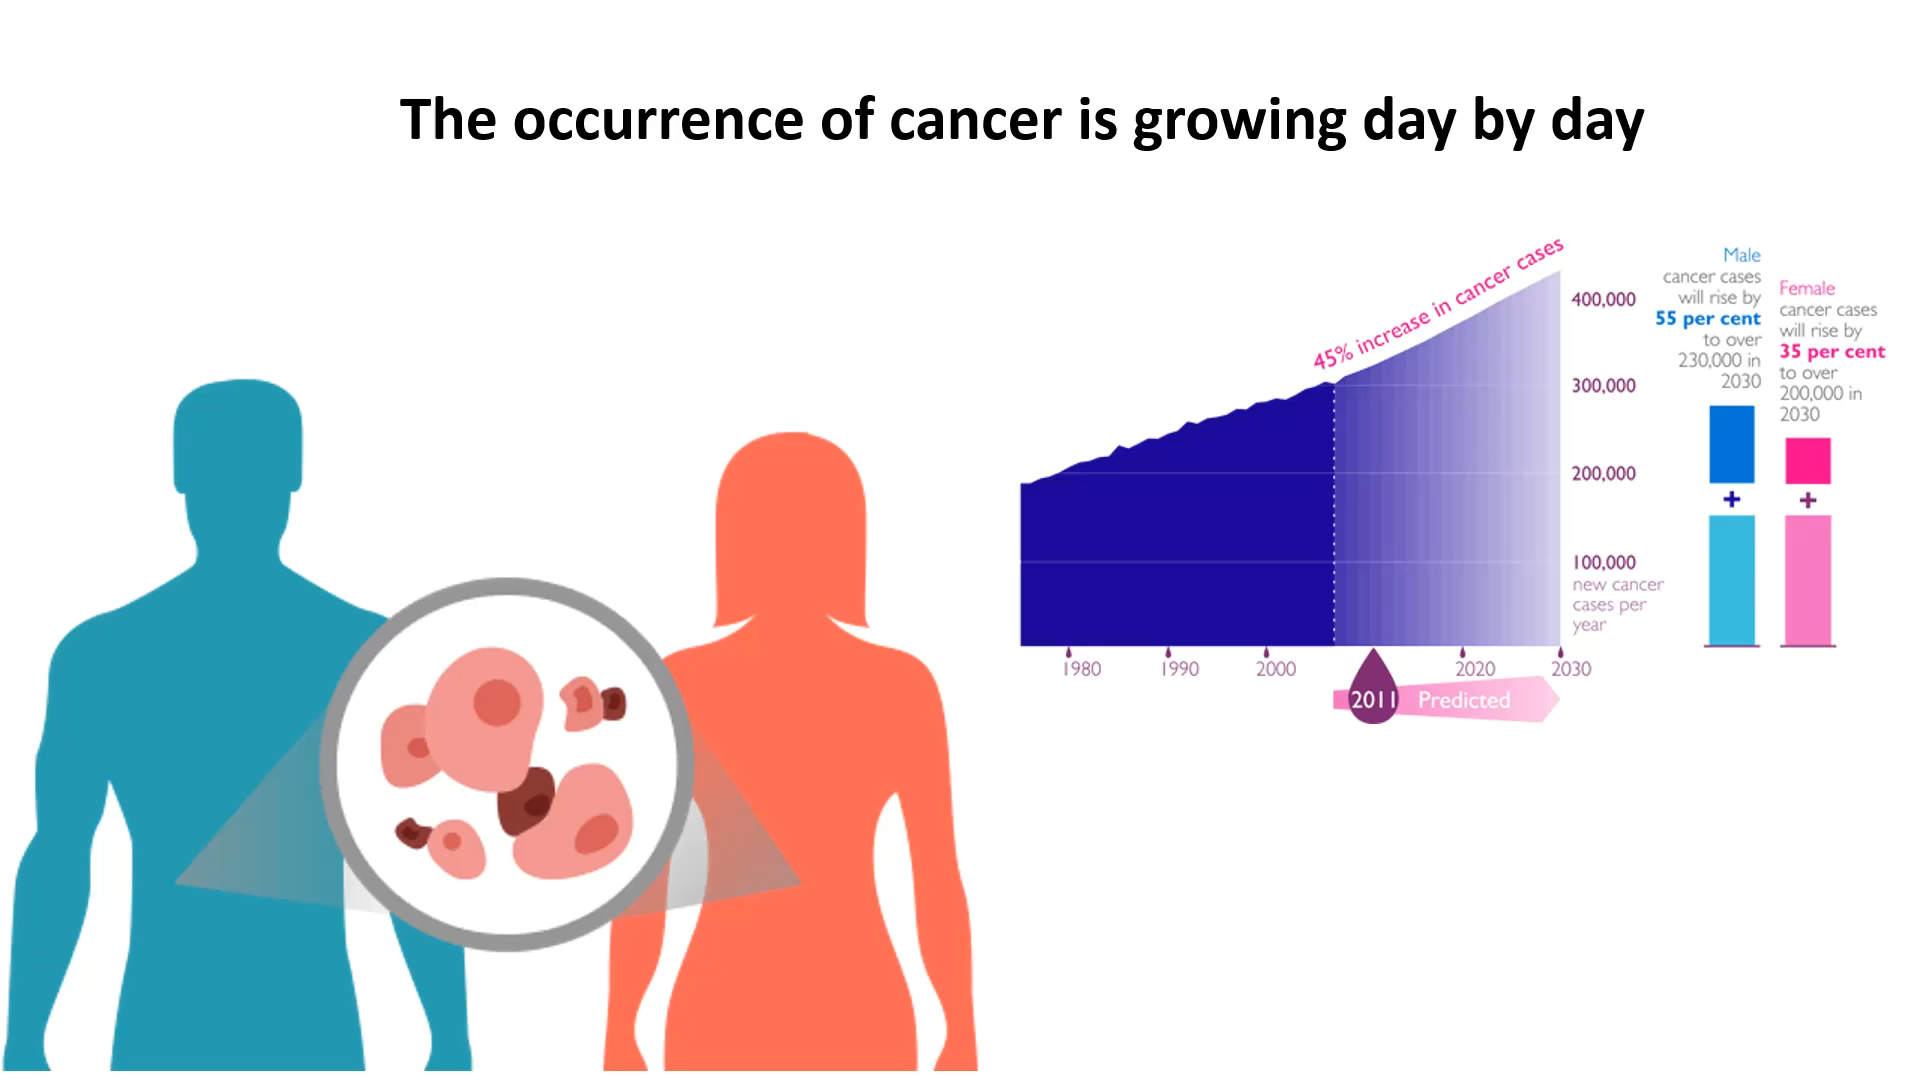 The occurrence of cancer is growing day by day
45% increase in cancer cases
400,000
300,000
200,000
100,000
new cancer
cases per
year
1980
1990
2000
2020
2030
2011
Predicted
Male
cancer cases
will rise by
55 per cent
to over
230,000 in
2030
+
Female
cancer cases
will rise by
35 per cent
to over
200,000 in
2030
+